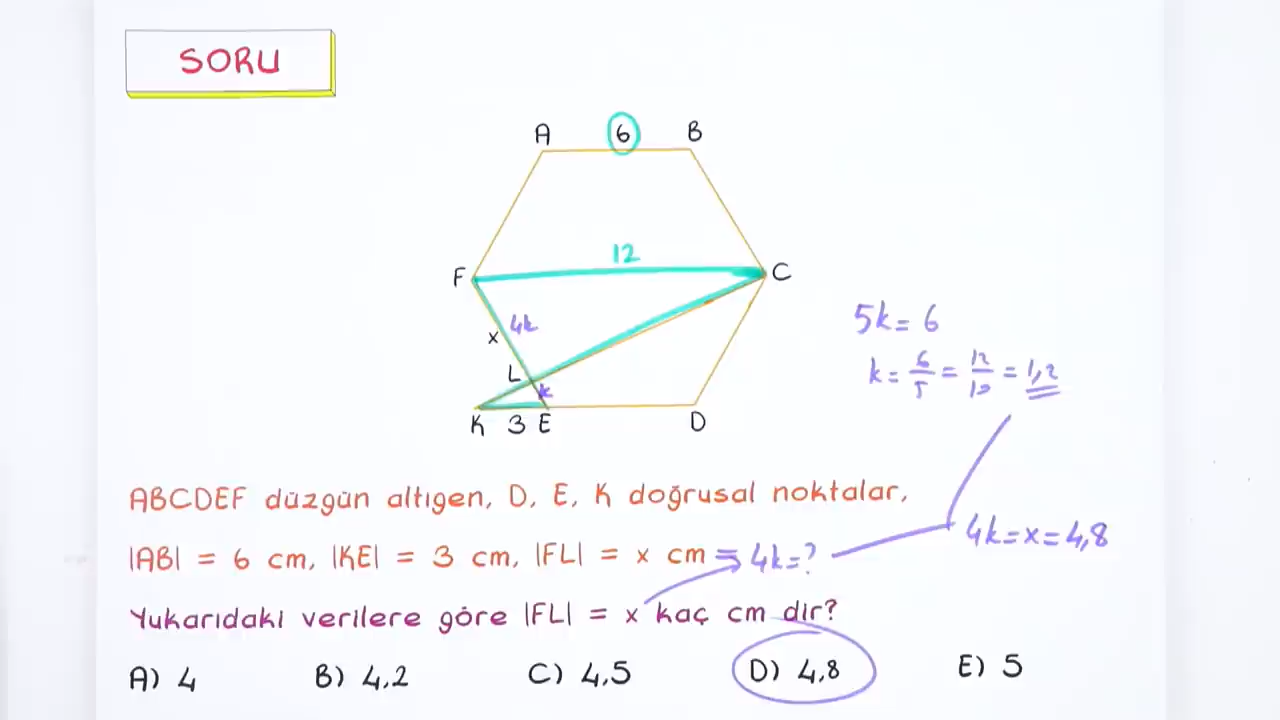 SORU
A 6 B
12
F C
4k
x
5k = 6
k = 6/5 = 12/10 = 1,2
L
k
K 3 E D
ABCDEF düzgün altıgen, D, E, K doğrusal noktalar,
4k = x = 4,8
|AB| = 6 cm, |KE| = 3 cm, |FL| = x cm = 4k = ?
Yukarıdaki verilere göre |FL| = x kaç cm dir?
A) 4 B) 4,2 C) 4,5 D) 4,8 E) 5